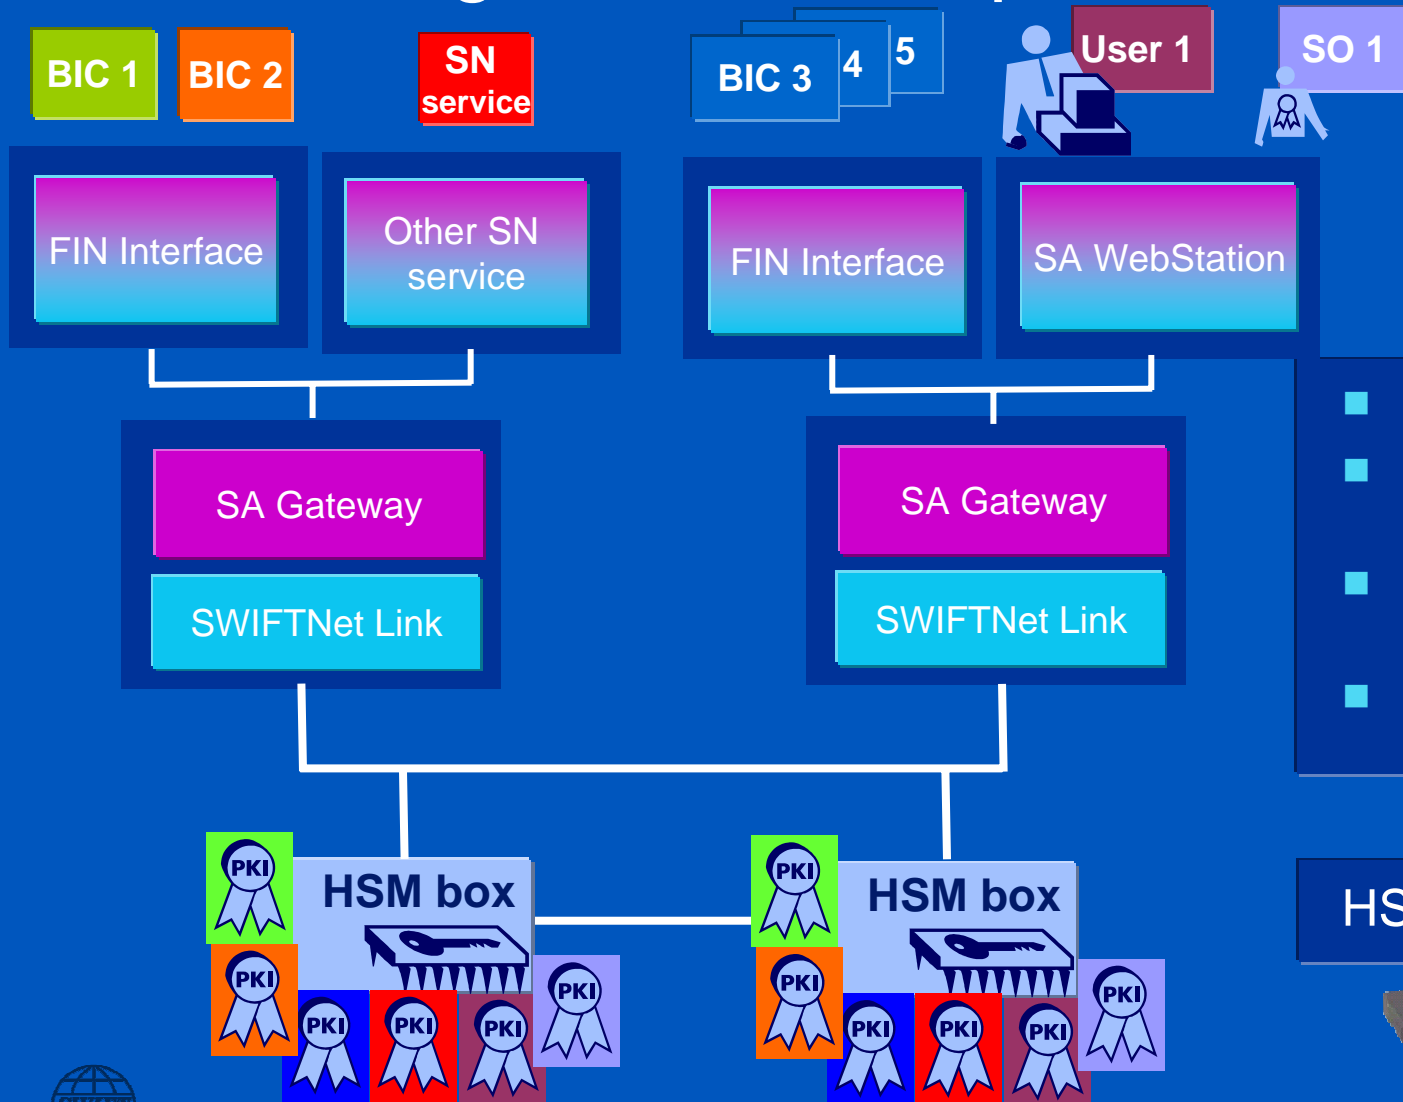 BIC 1
BIC 2
SN
service
BIC 3
4
5
User 1
SO 1
FIN Interface
Other SN
service
FIN Interface
SA WebStation
SA Gateway
SA Gateway
SWIFTNet Link
SWIFTNet Link
PKI
HSM box
PKI
HSM box
HS
PKI
PKI
PKI
PKI
PKI
PKI
PKI
PKI
PKI
PKI